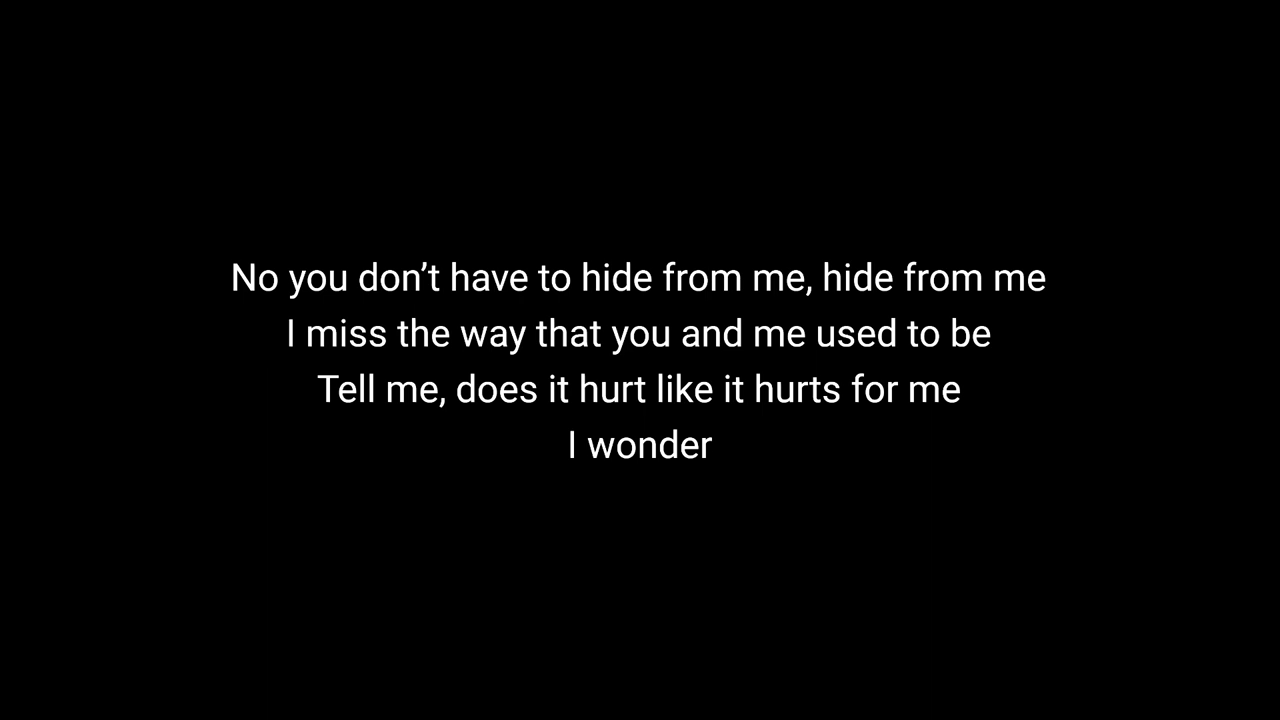 No you don’t have to hide from me, hide from me
I miss the way that you and me used to be
Tell me, does it hurt like it hurts for me
I wonder